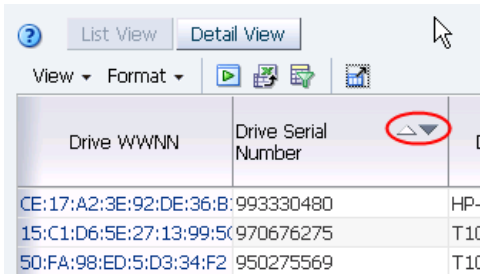 ?
List View Detail View
View Format
Drive WWNN Drive Serial Number D
CE:17:A2:3E:92:DE:36:B 993330480 HP-
15:C1:D6:5E:27:13:99:5 970676275 T10
50:FA:98:ED:5:D3:34:F2 950275569 T10